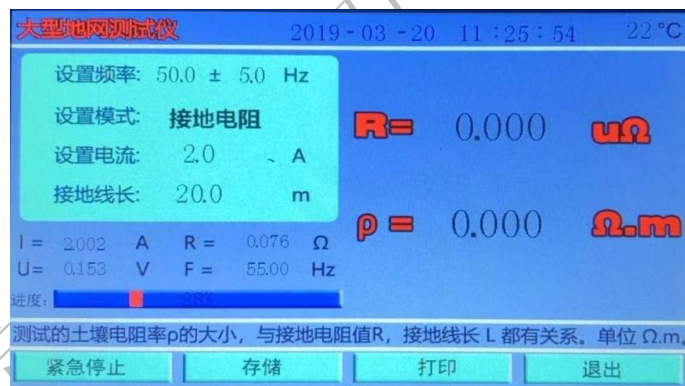 大型地网测试仪 2019-03-20 11:25:54 22℃
设置频率: 50.0 ± 5.0 Hz
设置模式: 接地电阻
设置电流: 2.0 A
接地线长: 20.0 m
R= 0.000 uΩ
ρ= 0.000 Ω.m
I= 2.002 A R= 0.076 Ω
U= 0.153 V F= 55.00 Hz
进度: 28%
测试的土壤电阻率ρ的大小，与接地电阻值R，接地线长 L 都有关系。单位 Ω.m。
紧急停止 存储 打印 退出